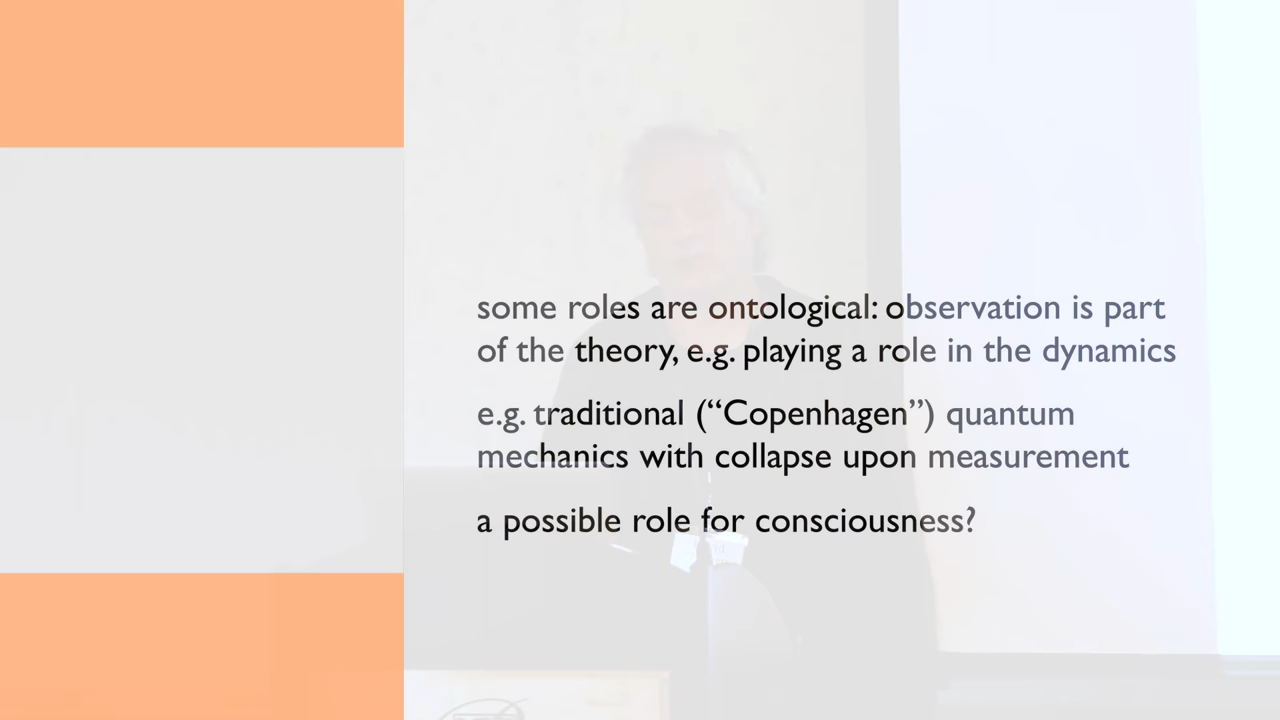 some roles are ontological: observation is part
of the theory, e.g. playing a role in the dynamics
e.g. traditional (“Copenhagen”) quantum
mechanics with collapse upon measurement
a possible role for consciousness?